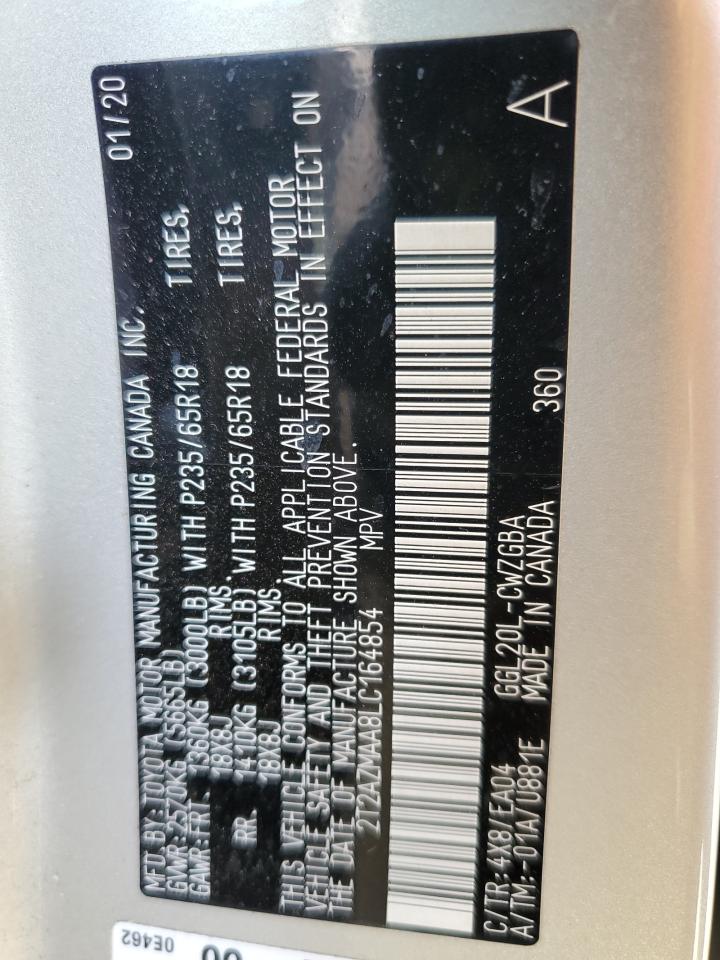 MFD BY:TOYOTA MOTOR MANUFACTURING CANADA INC. 01/20
GVWR:2570KG (5665LB)
GAWR:FRT. 1360KG (3000LB) WITH P235/65R18 TIRES,
18X8J RIMS.
RR. 1410KG (3105LB) WITH P235/65R18 TIRES,
18X8J RIMS.
THIS VEHICLE CONFORMS TO ALL APPLICABLE FEDERAL MOTOR
VEHICLE SAFETY AND THEFT PREVENTION STANDARDS IN EFFECT ON
THE DATE OF MANUFACTURE SHOWN ABOVE.
2T2AZMAA8LC164854 MPV
C/TR:4X8/EA04 GGL20L-CWZGBA 360 A
A/TM:-01A/U881E MADE IN CANADA
0E462